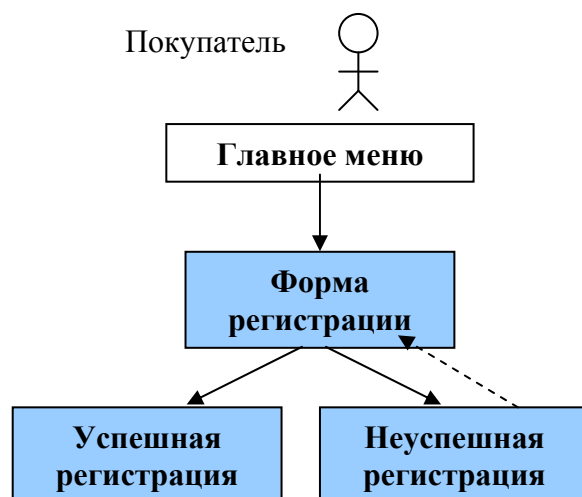 Покупатель
Главное меню
Форма
регистрации
Успешная
регистрация
Неуспешная
регистрация